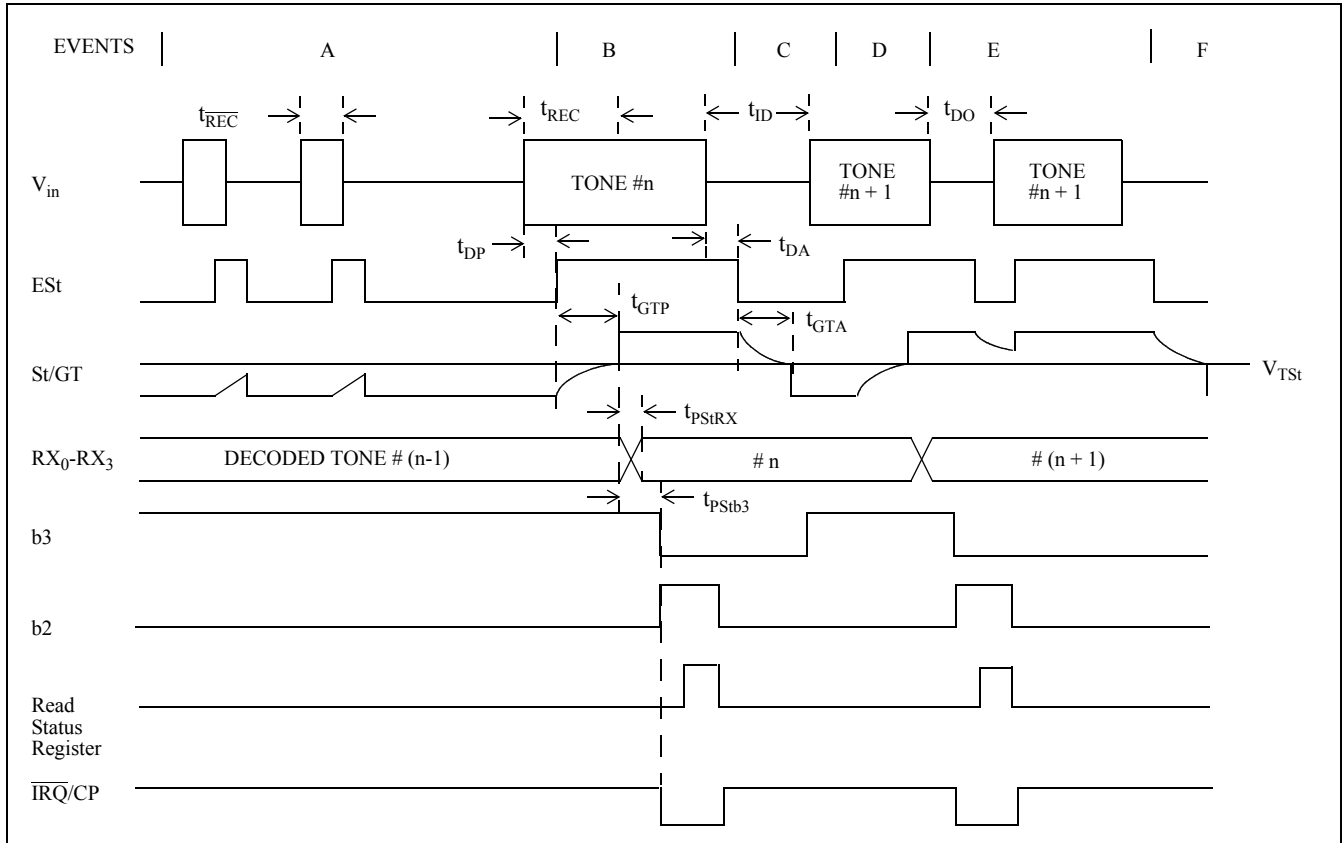 EVENTS A B C D E F
tREC tREC tID tDO
Vin TONE #n TONE #n + 1 TONE #n + 1
tDP tDA
ESt
tGTP tGTA
St/GT VTSt
tPStRX
RX0-RX3 DECODED TONE # (n-1) # n # (n + 1)
tPStb3
b3
b2
Read
Status
Register
IRQ/CP